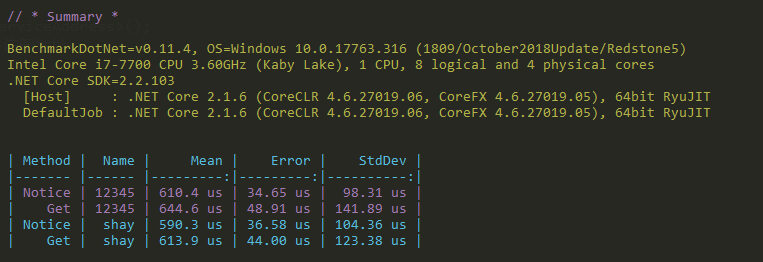 // * Summary *
BenchmarkDotNet=v0.11.4, OS=Windows 10.0.17763.316 (1809/October2018Update/Redstone5)
Intel Core i7-7700 CPU 3.60GHz (Kaby Lake), 1 CPU, 8 logical and 4 physical cores
.NET Core SDK=2.2.103
  [Host]     : .NET Core 2.1.6 (CoreCLR 4.6.27019.06, CoreFX 4.6.27019.05), 64bit RyuJIT
  DefaultJob : .NET Core 2.1.6 (CoreCLR 4.6.27019.06, CoreFX 4.6.27019.05), 64bit RyuJIT
| Method |  Name |     Mean |    Error |    StdDev |
|------- |------ |---------:|---------:|----------:|
| Notice | 12345 | 610.4 us | 34.65 us |  98.31 us |
|    Get | 12345 | 644.6 us | 48.91 us | 141.89 us |
| Notice |  shay | 590.3 us | 36.58 us | 104.36 us |
|    Get |  shay | 613.9 us | 44.00 us | 123.38 us |